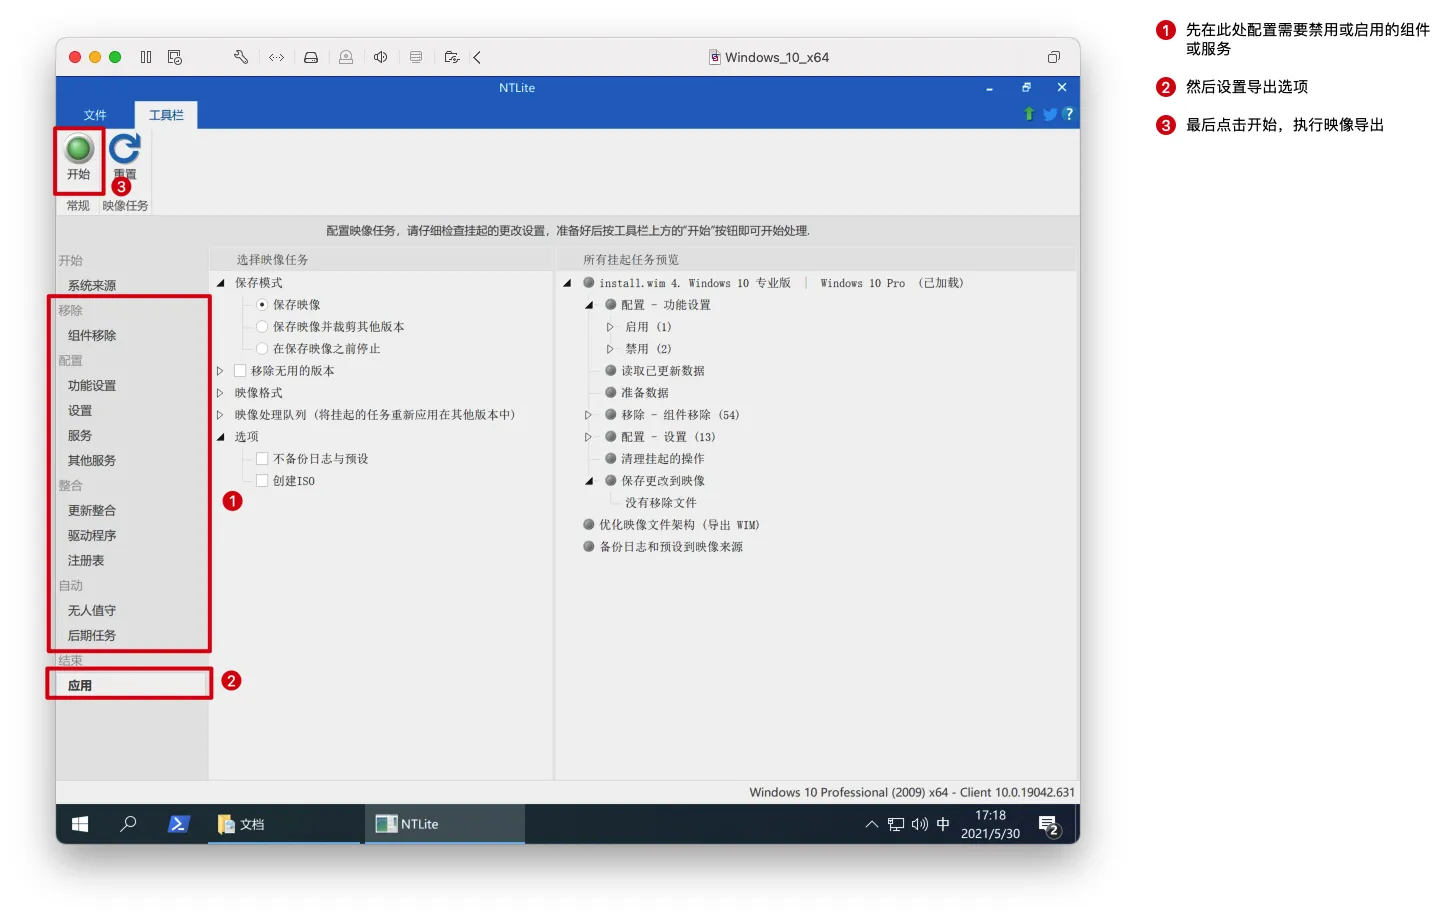 Windows_10_x64
NTLite
文件
工具栏
?
开始
重置
3
常规
映像任务
配置映像任务，请仔细检查挂起的更改设置，准备好后按工具栏上方的“开始”按钮即可开始处理.
开始
系统来源
移除
组件移除
配置
功能设置
设置
服务
其他服务
整合
更新整合
驱动程序
注册表
自动
无人值守
后期任务
结束
应用
1
2
选择映像任务
保存模式
保存映像
保存映像并裁剪其他版本
在保存映像之前停止
移除无用的版本
映像格式
映像处理队列（将挂起的任务重新应用在其他版本中）
选项
不备份日志与预设
创建ISO
所有挂起任务预览
install.wim 4. Windows 10 专业版 | Windows 10 Pro （已加载）
配置 - 功能设置
启用 (1)
禁用 (2)
读取已更新数据
准备数据
移除 - 组件移除 (54)
配置 - 设置 (13)
清理挂起的操作
保存更改到映像
没有移除文件
优化映像文件架构（导出 WIM）
备份日志和预设到映像来源
Windows 10 Professional (2009) x64 - Client 10.0.19042.631
文档
NTLite
中
17:18
2021/5/30
2
1 先在此处配置需要禁用或启用的组件
或服务
2 然后设置导出选项
3 最后点击开始，执行映像导出